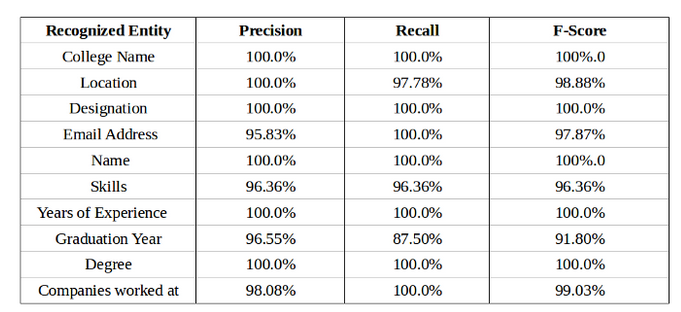 Recognized Entity Precision Recall F-Score
College Name 100.0% 100.0% 100%.0
Location 100.0% 97.78% 98.88%
Designation 100.0% 100.0% 100.0%
Email Address 95.83% 100.0% 97.87%
Name 100.0% 100.0% 100%.0
Skills 96.36% 96.36% 96.36%
Years of Experience 100.0% 100.0% 100.0%
Graduation Year 96.55% 87.50% 91.80%
Degree 100.0% 100.0% 100.0%
Companies worked at 98.08% 100.0% 99.03%